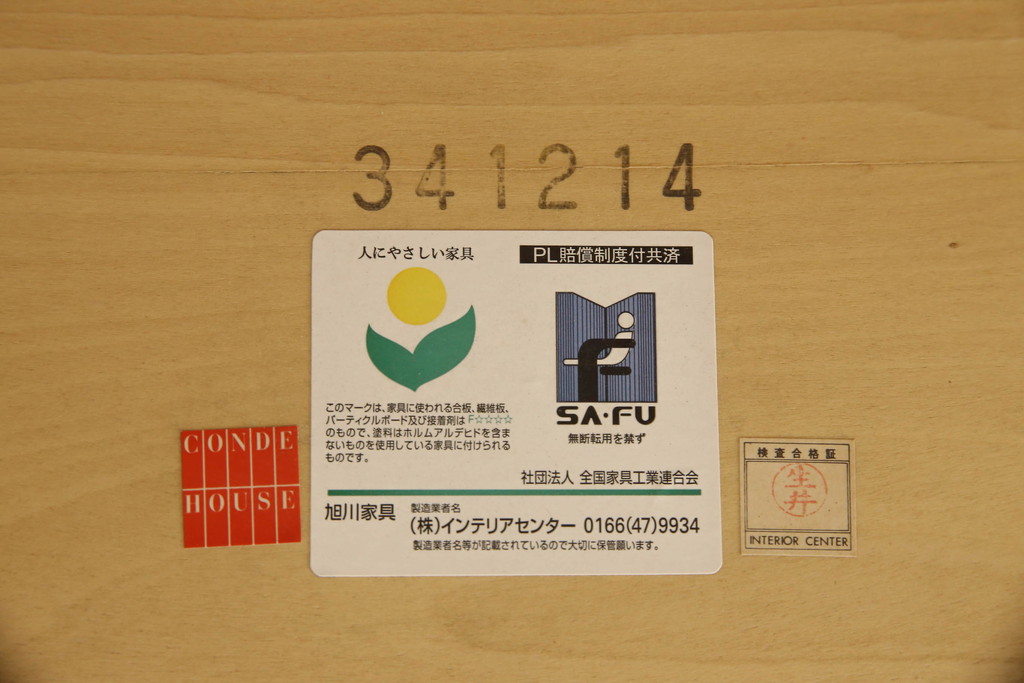 341214
人にやさしい家具
PL賠償制度付共済
このマークは、家具に使われる合板、繊維板、
パーティクルボード及び接着剤はF☆☆☆☆
のもので、塗料はホルムアルデヒドを含ま
ないものを使用している家具に付けられる
ものです。
SA・FU
無断転用を禁ず
社団法人 全国家具工業連合会
旭川家具
製造業者名
(株)インテリアセンター 0166(47)9934
製造業者名等が記載されているので大切に保管願います。
CONDE
HOUSE
検査合格証
生井
INTERIOR CENTER